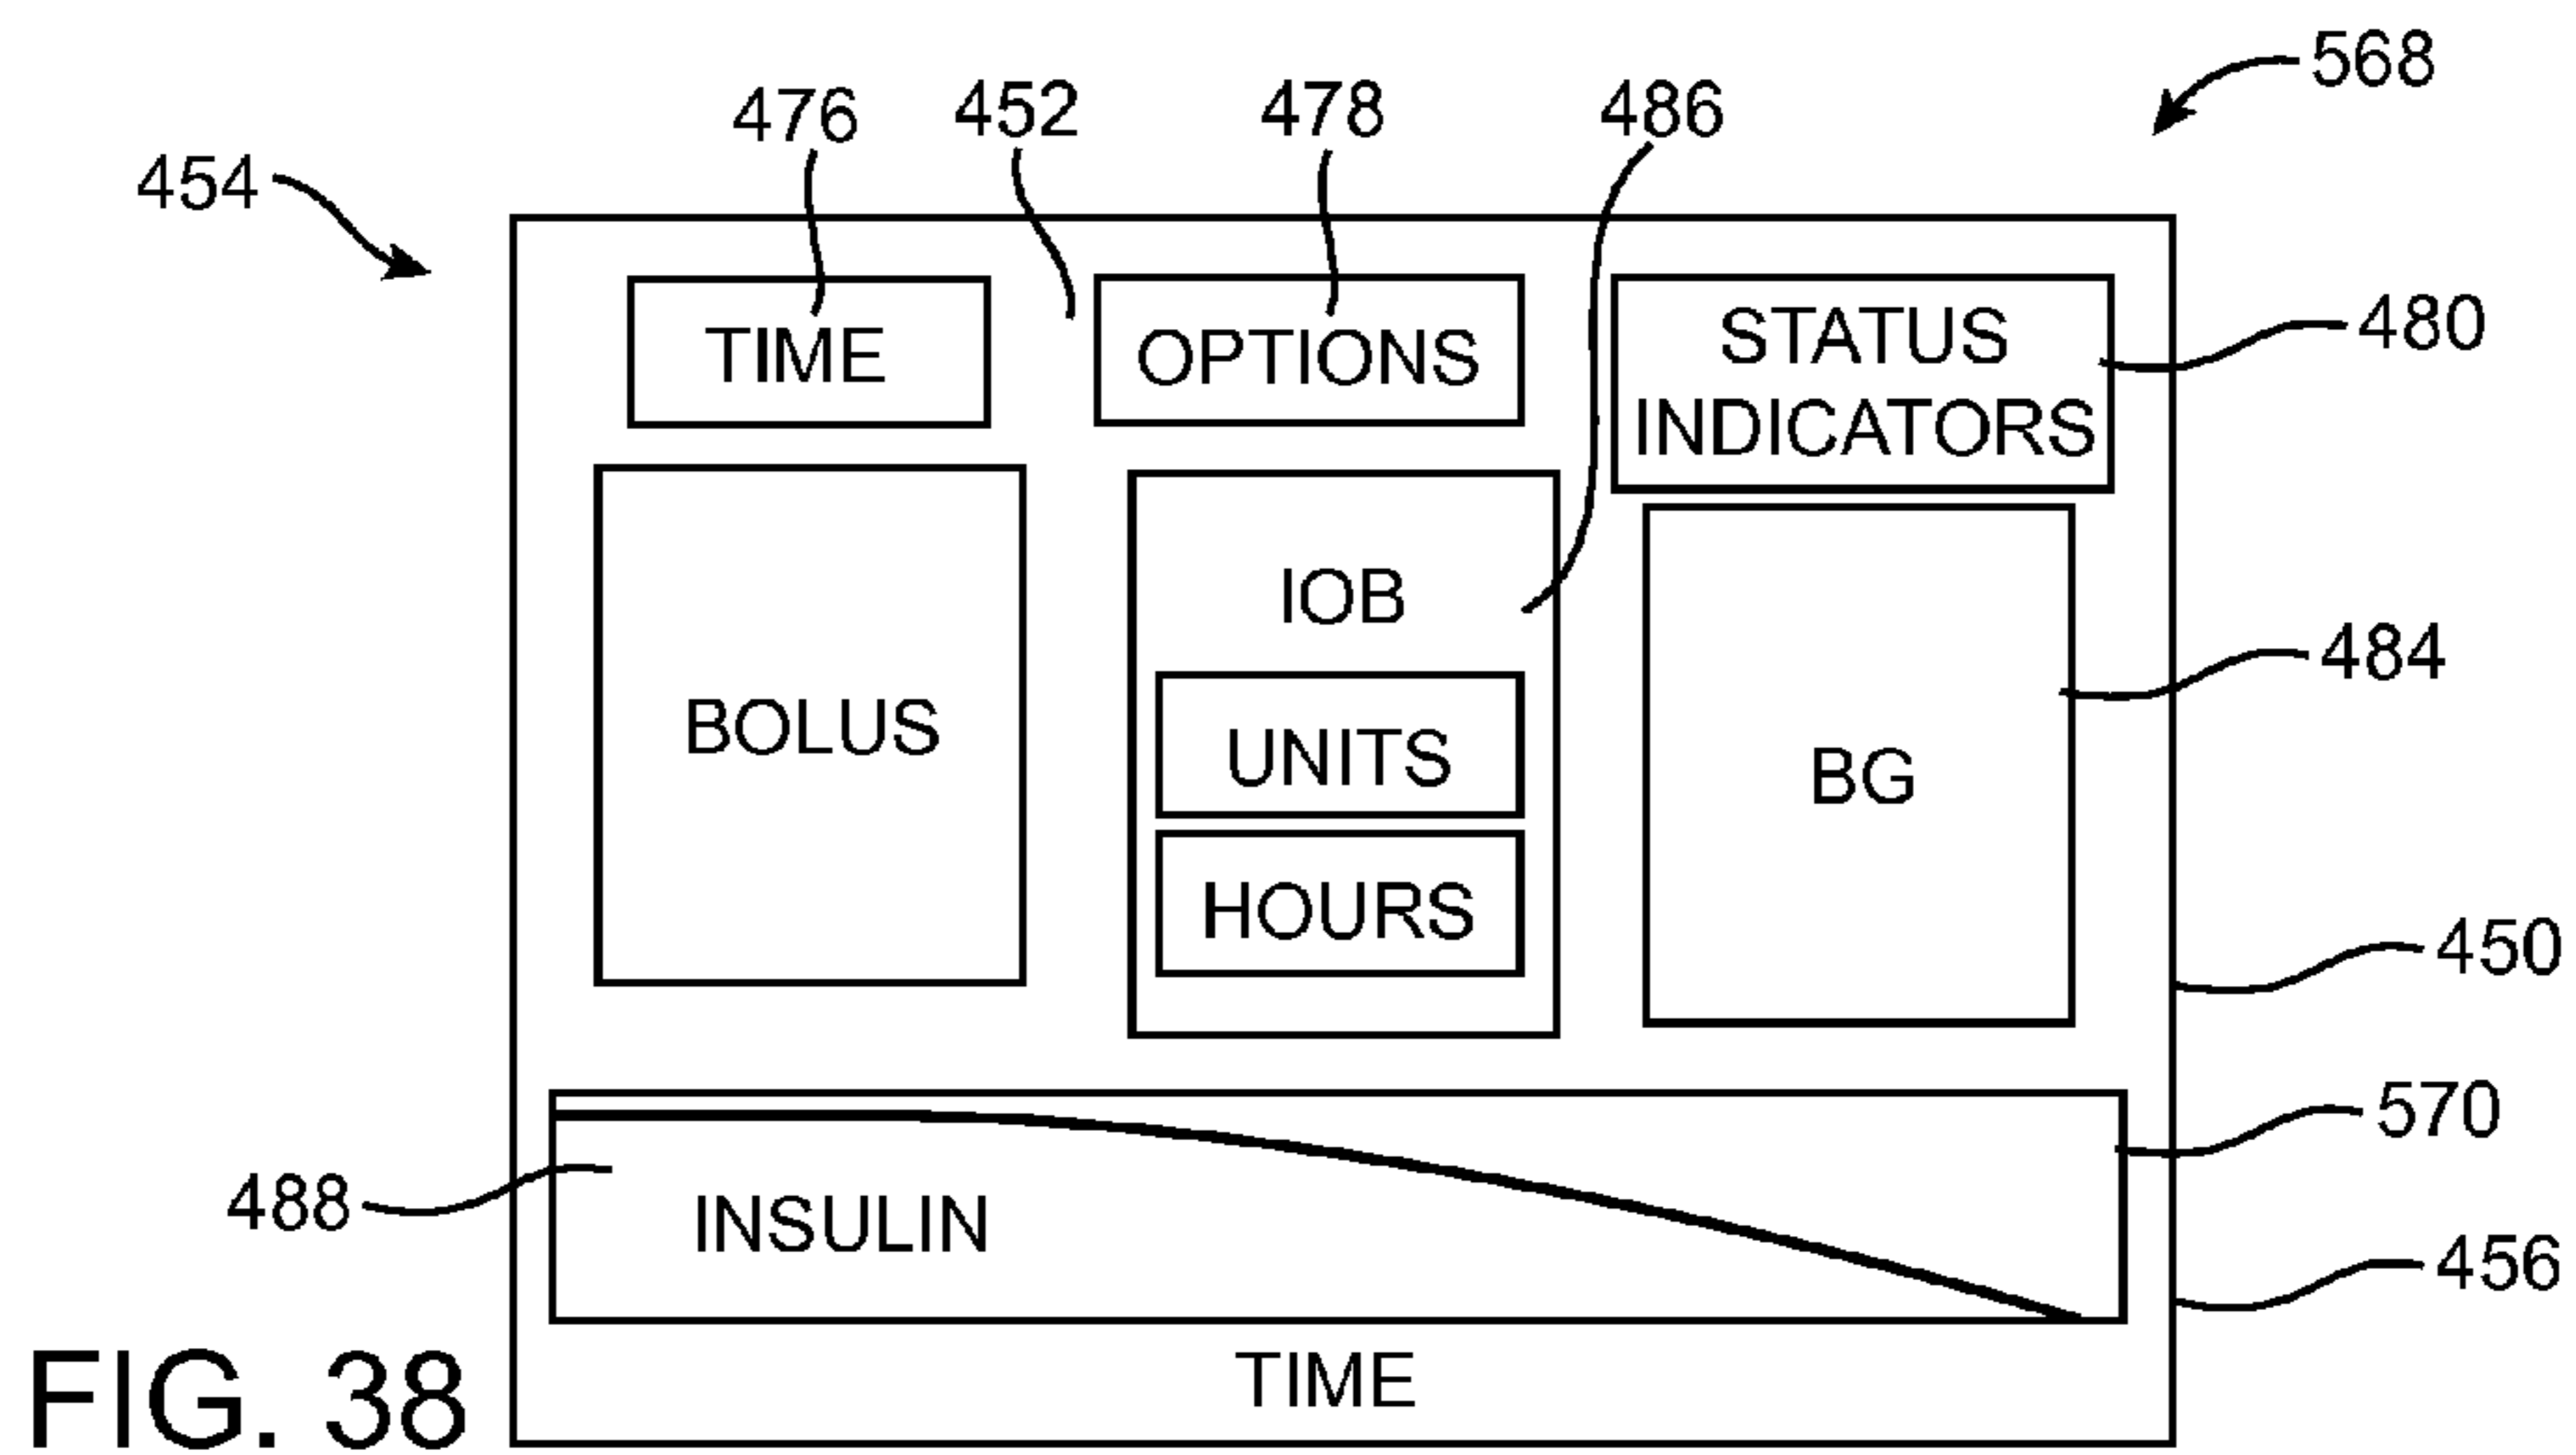 568
476
452
478
486
454
TIME
OPTIONS
STATUS
INDICATORS
480
BOLUS
IOB
UNITS
HOURS
BG
484
450
570
488
INSULIN
456
TIME
FIG. 38